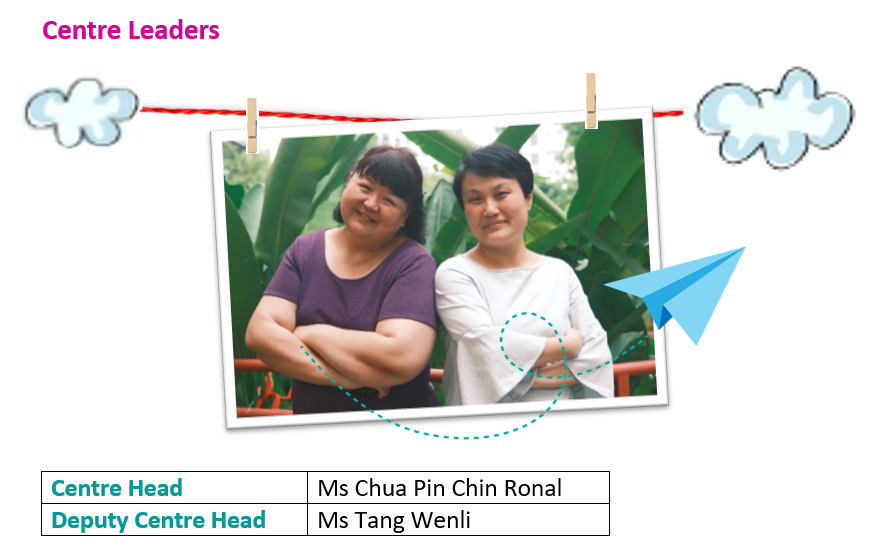 Centre Leaders
Centre Head Ms Chua Pin Chin Ronal
Deputy Centre Head Ms Tang Wenli